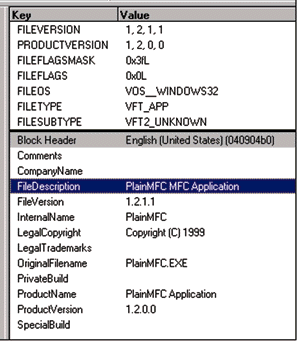 Key Value
FILEVERSION 1, 2, 1, 1
PRODUCTVERSION 1, 2, 0, 0
FILEFLAGSMASK 0x3fL
FILEFLAGS 0x0L
FILEOS VOS__WINDOWS32
FILETYPE VFT_APP
FILESUBTYPE VFT2_UNKNOWN
Block Header English (United States) (040904b0)
Comments
CompanyName
FileDescription PlainMFC MFC Application
FileVersion 1.2.1.1
InternalName PlainMFC
LegalCopyright Copyright (C) 1999
LegalTrademarks
OriginalFilename PlainMFC.EXE
PrivateBuild
ProductName PlainMFC Application
ProductVersion 1.2.0.0
SpecialBuild